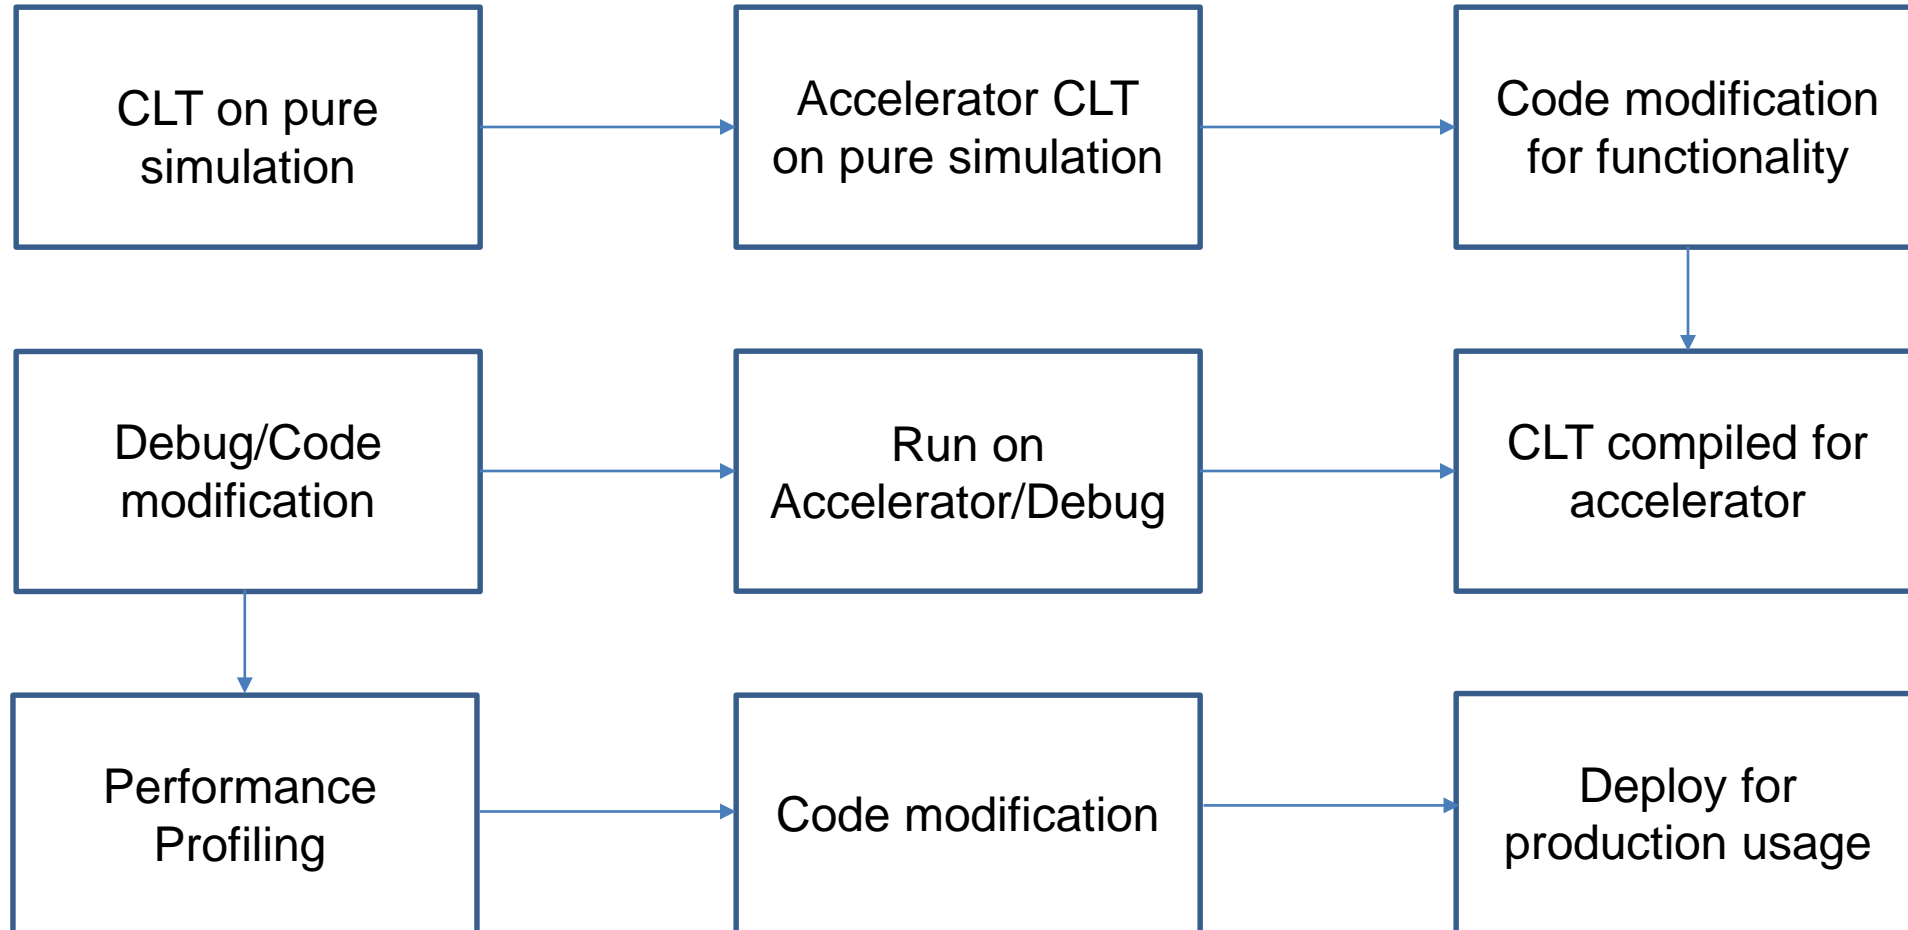 CLT on pure
simulation
Accelerator CLT
on pure simulation
Code modification
for functionality
Debug/Code
modification
Run on
Accelerator/Debug
CLT compiled for
accelerator
Performance
Profiling
Code modification
Deploy for
production usage